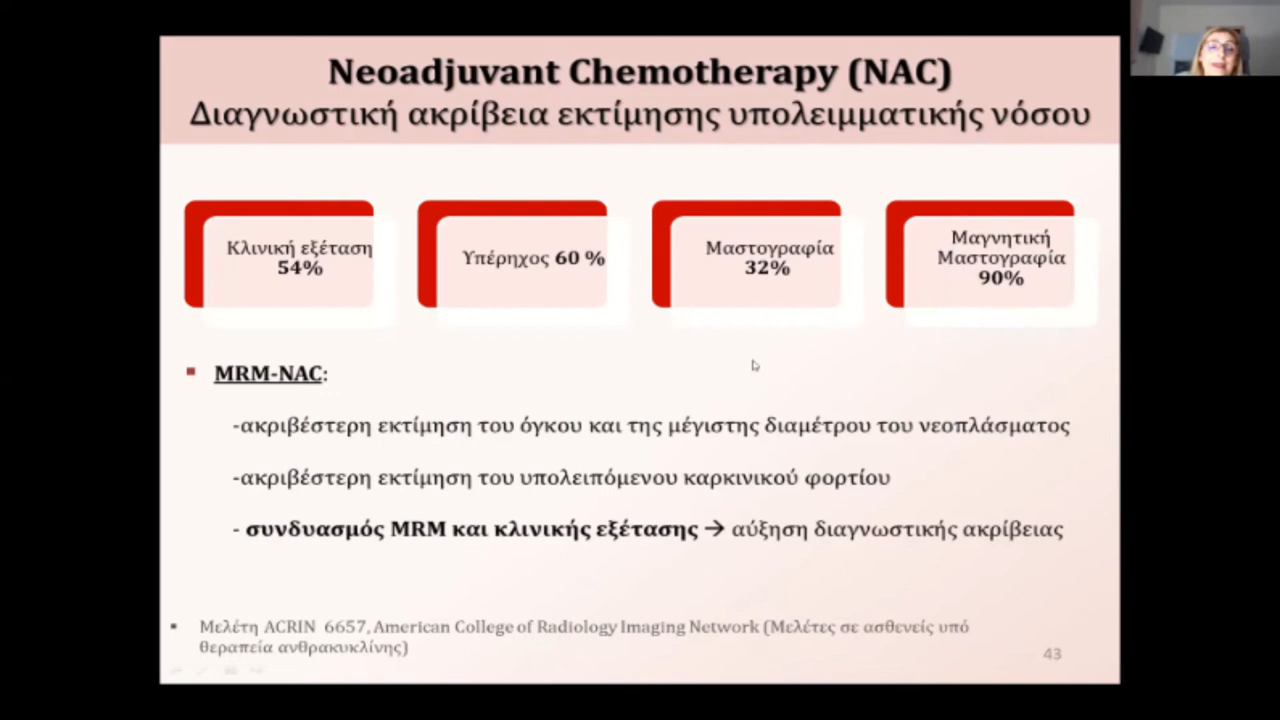 Neoadjuvant Chemotherapy (NAC)
Διαγνωστική ακρίβεια εκτίμησης υπολειμματικής νόσου
Κλινική εξέταση
54%
Υπέρηχος 60 %
Μαστογραφία
32%
Μαγνητική
Μαστογραφία
90%
▪ MRM-NAC:
-ακριβέστερη εκτίμηση του όγκου και της μέγιστης διαμέτρου του νεοπλάσματος
-ακριβέστερη εκτίμηση του υπολειπόμενου καρκινικού φορτίου
- συνδυασμός MRM και κλινικής εξέτασης → αύξηση διαγνωστικής ακρίβειας
▪ Μελέτη ACRIN 6657, American College of Radiology Imaging Network (Μελέτες σε ασθενείς υπό
θεραπεία ανθρακυκλίνης)
43